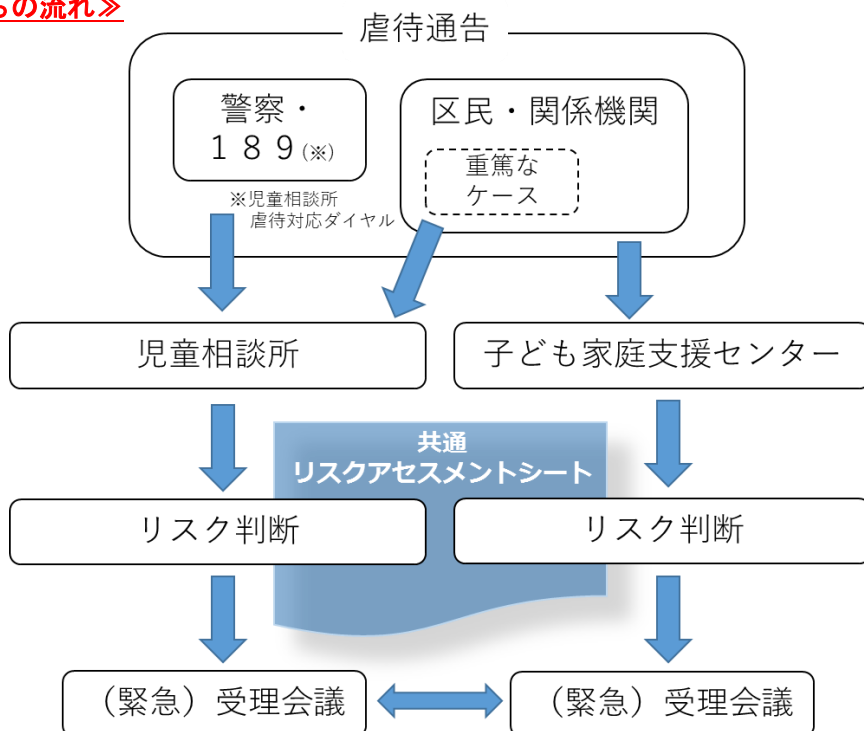 の流れ≫
虐待通告
警察・
１８９(※)
※児童相談所
虐待対応ダイヤル
区民・関係機関
重篤な
ケース
児童相談所
子ども家庭支援センター
共通
リスクアセスメントシート
リスク判断
リスク判断
（緊急）受理会議
（緊急）受理会議